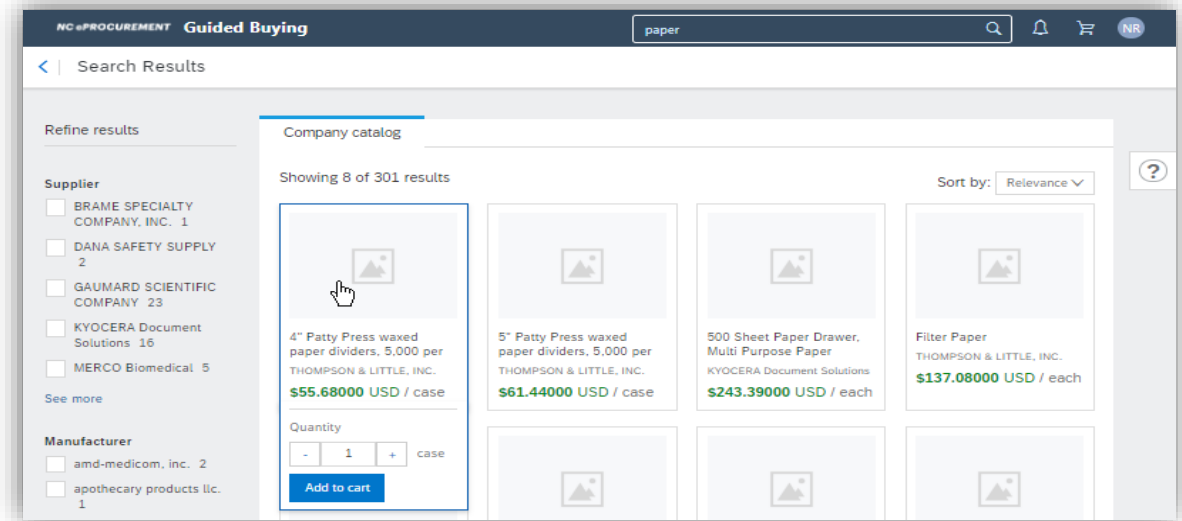 NC ePROCUREMENT Guided Buying
paper
NR
< | Search Results
Refine results
Supplier
BRAME SPECIALTY
COMPANY, INC. 1
DANA SAFETY SUPPLY
2
GAUMARD SCIENTIFIC
COMPANY 23
KYOCERA Document
Solutions 16
MERCO Biomedical 5
See more
Manufacturer
amd-medicom, inc. 2
apothecary products llc.
1
Company catalog
Showing 8 of 301 results
Sort by: Relevance
?
4" Patty Press waxed
paper dividers, 5,000 per
THOMPSON & LITTLE, INC.
$55.68000 USD / case
Quantity
- 1 + case
Add to cart
5" Patty Press waxed
paper dividers, 5,000 per
THOMPSON & LITTLE, INC.
$61.44000 USD / case
500 Sheet Paper Drawer,
Multi Purpose Paper
KYOCERA Document Solutions
$243.39000 USD / each
Filter Paper
THOMPSON & LITTLE, INC.
$137.08000 USD / each